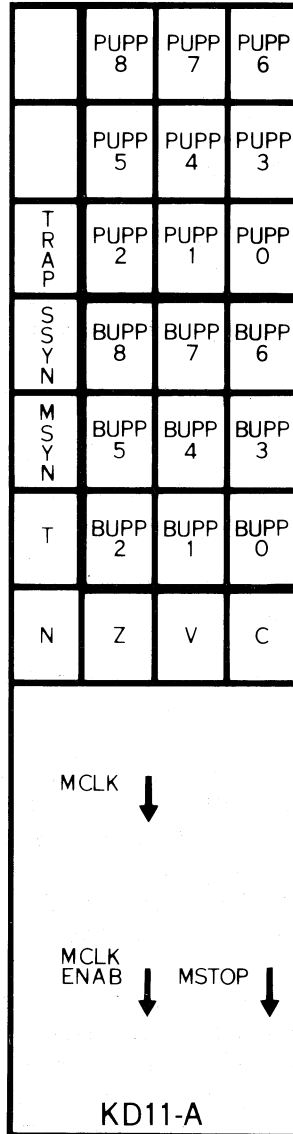 PUPP 8 PUPP 7 PUPP 6
PUPP 5 PUPP 4 PUPP 3
TRAP PUPP 2 PUPP 1 PUPP 0
SSYN BUPP 8 BUPP 7 BUPP 6
MSYN BUPP 5 BUPP 4 BUPP 3
T BUPP 2 BUPP 1 BUPP 0
N Z V C
MCLK
MCLK ENAB MSTOP
KD11-A